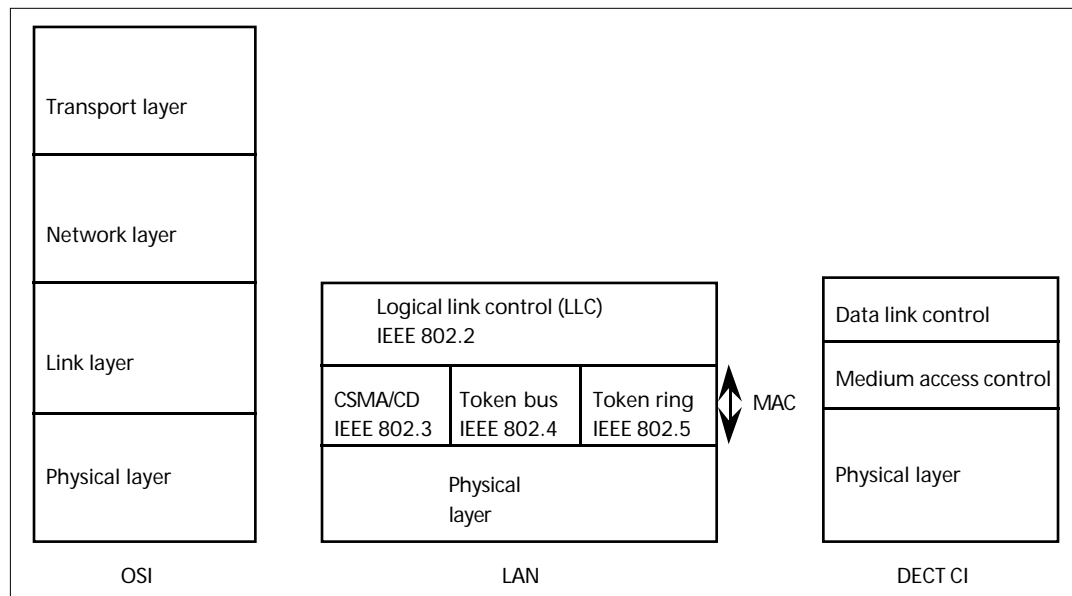 Transport layer
Network layer
Link layer
Physical layer
OSI
Logical link control (LLC)
IEEE 802.2
CSMA/CD
IEEE 802.3
Token bus
IEEE 802.4
Token ring
IEEE 802.5
MAC
Physical
layer
LAN
Data link control
Medium access control
Physical layer
DECT CI